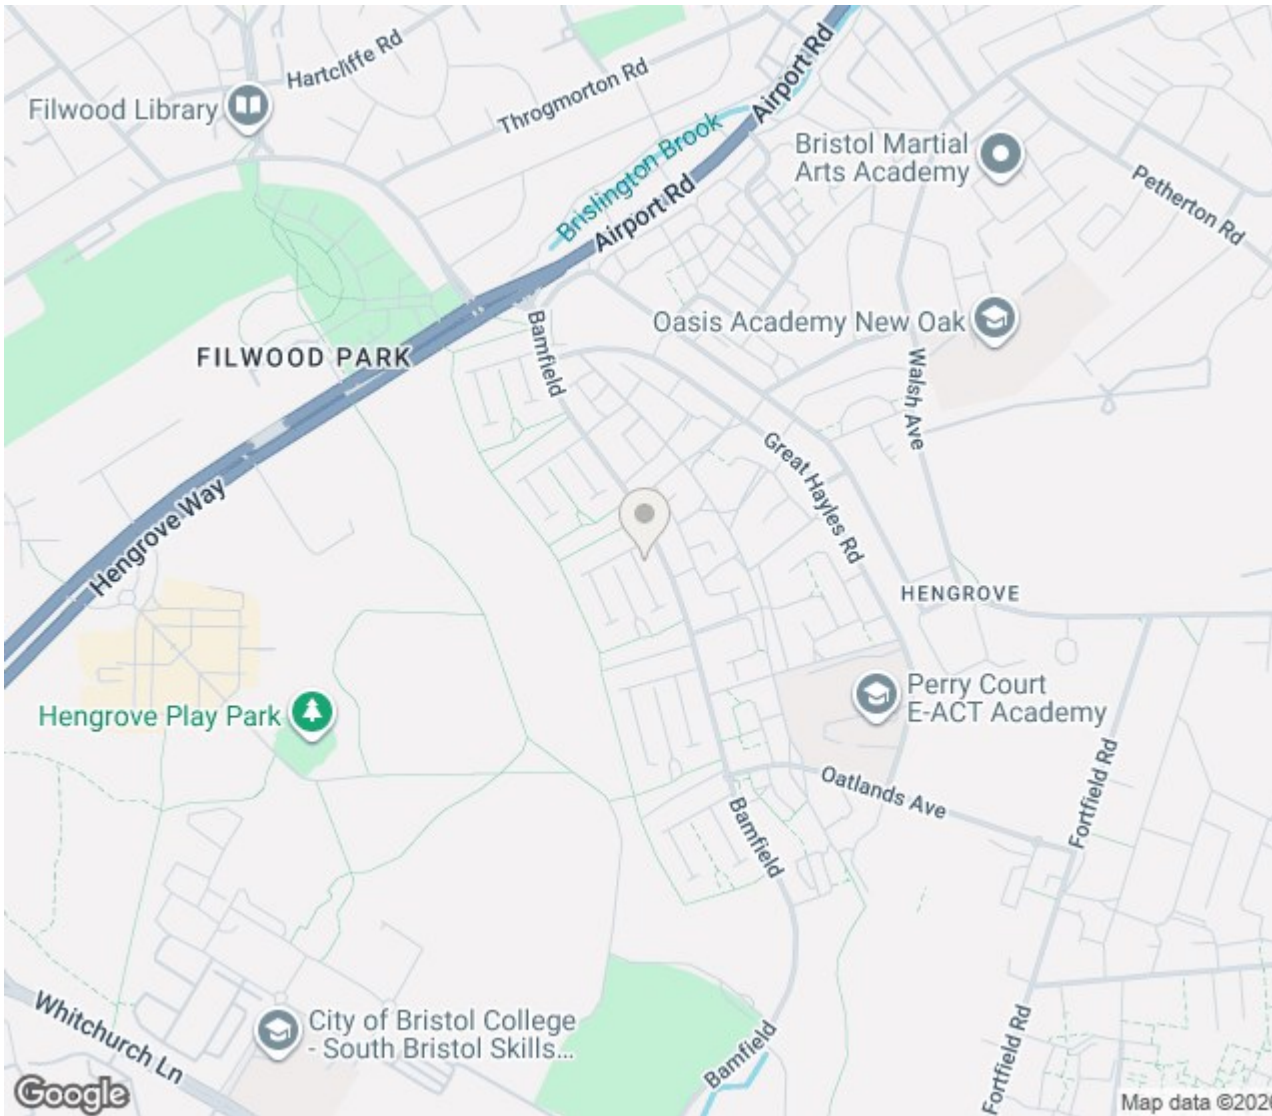 Hartcliffe Rd
Filwood Library
Throgmorton Rd
Airport Rd
Brislington Brook
Bristol Martial
Arts Academy
Petherton Rd
Airport Rd
Oasis Academy New Oak
Bamfield
FILWOOD PARK
Walsh Ave
Great Hayles Rd
Hengrove Way
HENGROVE
Perry Court
E-ACT Academy
Hengrove Play Park
Oatlands Ave
Fortfield Rd
Bamfield
Whitchurch Ln
City of Bristol College
- South Bristol Skills...
Bamfield
Fortfield Rd
Google
Map data ©202